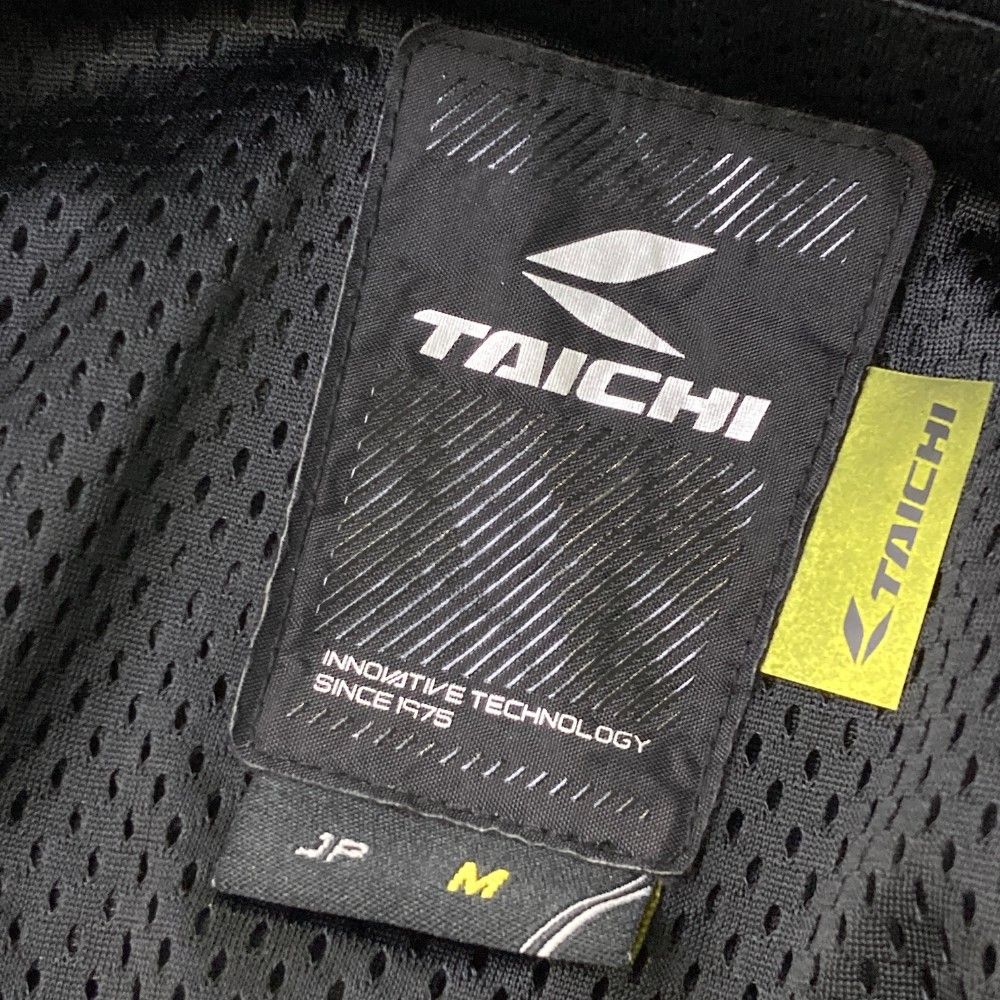 TAICHI
TAICHI
INNOVATIVE TECHNOLOGY
SINCE 1975
JP M